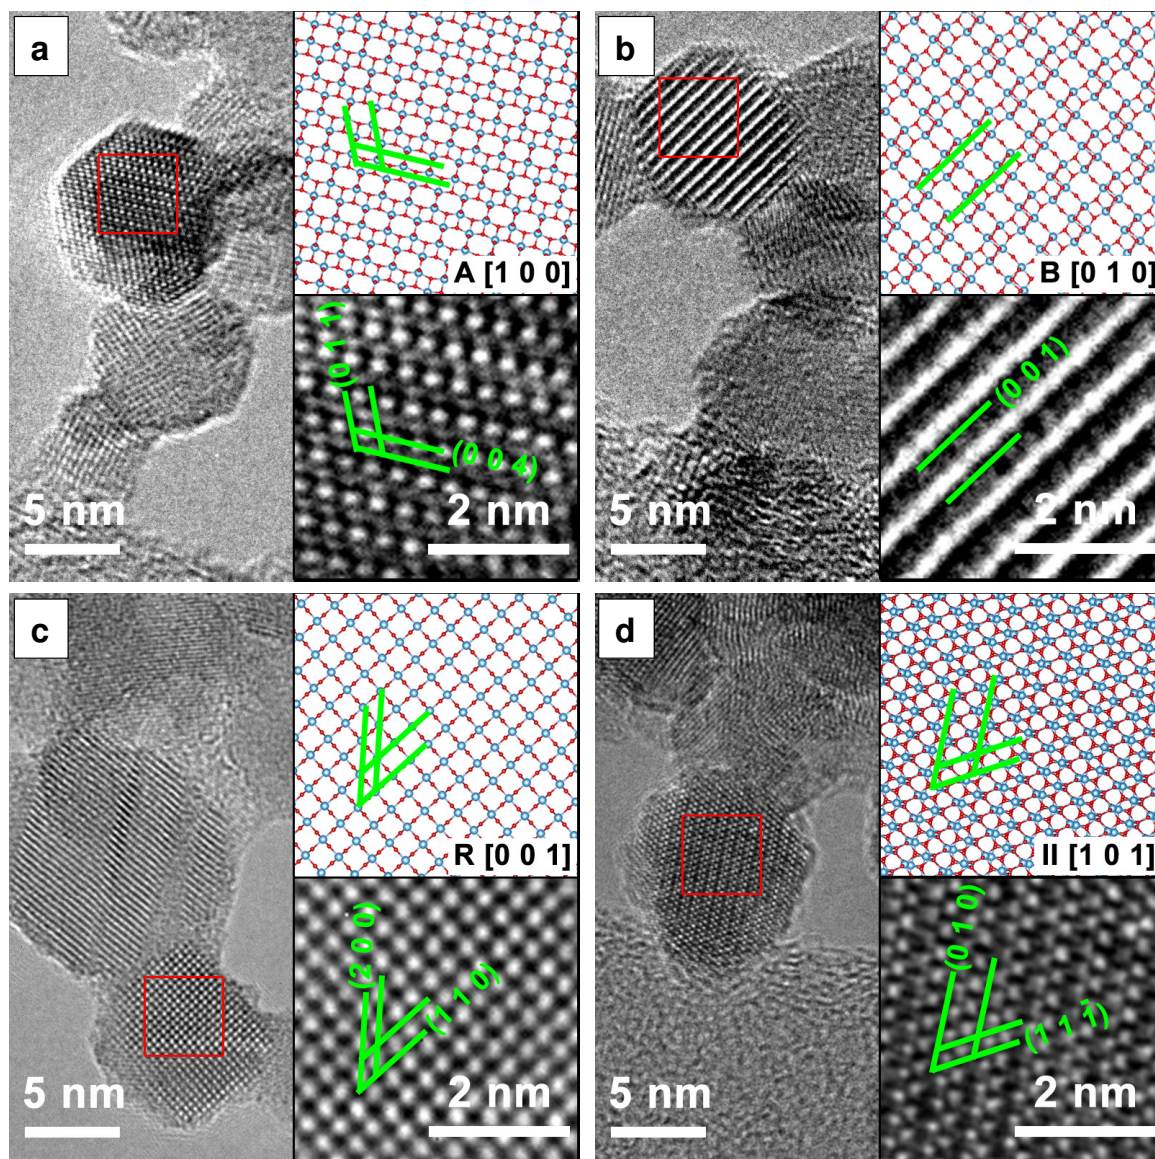 a
A [1 0 0]
(0 1 1)
(0 0 4)
5 nm
2 nm
b
B [0 1 0]
(0 0 1)
5 nm
2 nm
c
R [0 0 1]
(2 0 0)
(1 1 0)
5 nm
2 nm
d
II [1 0 1]
(0 1 0)
(1 1 1̄)
5 nm
2 nm